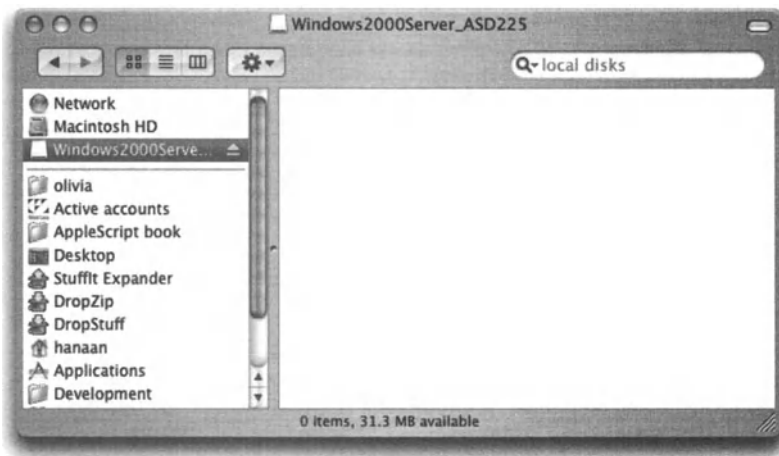 Windows2000Server_ASD225
local disks
Network
Macintosh HD
Windows2000Serve...
olivia
Active accounts
AppleScript book
Desktop
StuffIt Expander
DropZip
DropStuff
hanaan
Applications
Development
0 items, 31.3 MB available